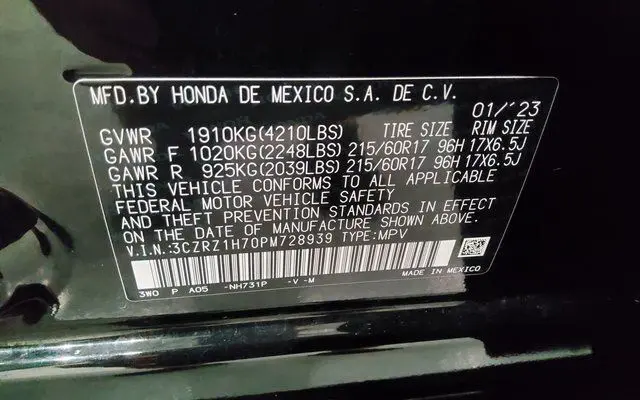 MFD.BY HONDA DE MEXICO S.A. DE C.V.
01/'23
GVWR 1910KG(4210LBS) TIRE SIZE RIM SIZE
GAWR F 1020KG(2248LBS) 215/60R17 96H 17X6.5J
GAWR R 925KG(2039LBS) 215/60R17 96H 17X6.5J
THIS VEHICLE CONFORMS TO ALL APPLICABLE
FEDERAL MOTOR VEHICLE SAFETY
AND THEFT PREVENTION STANDARDS IN EFFECT
ON THE DATE OF MANUFACTURE SHOWN ABOVE.
V.I.N.:3CZRZ1H70PM728939 TYPE:MPV
3W0 P A05 -NH731P -V -M
MADE IN MEXICO